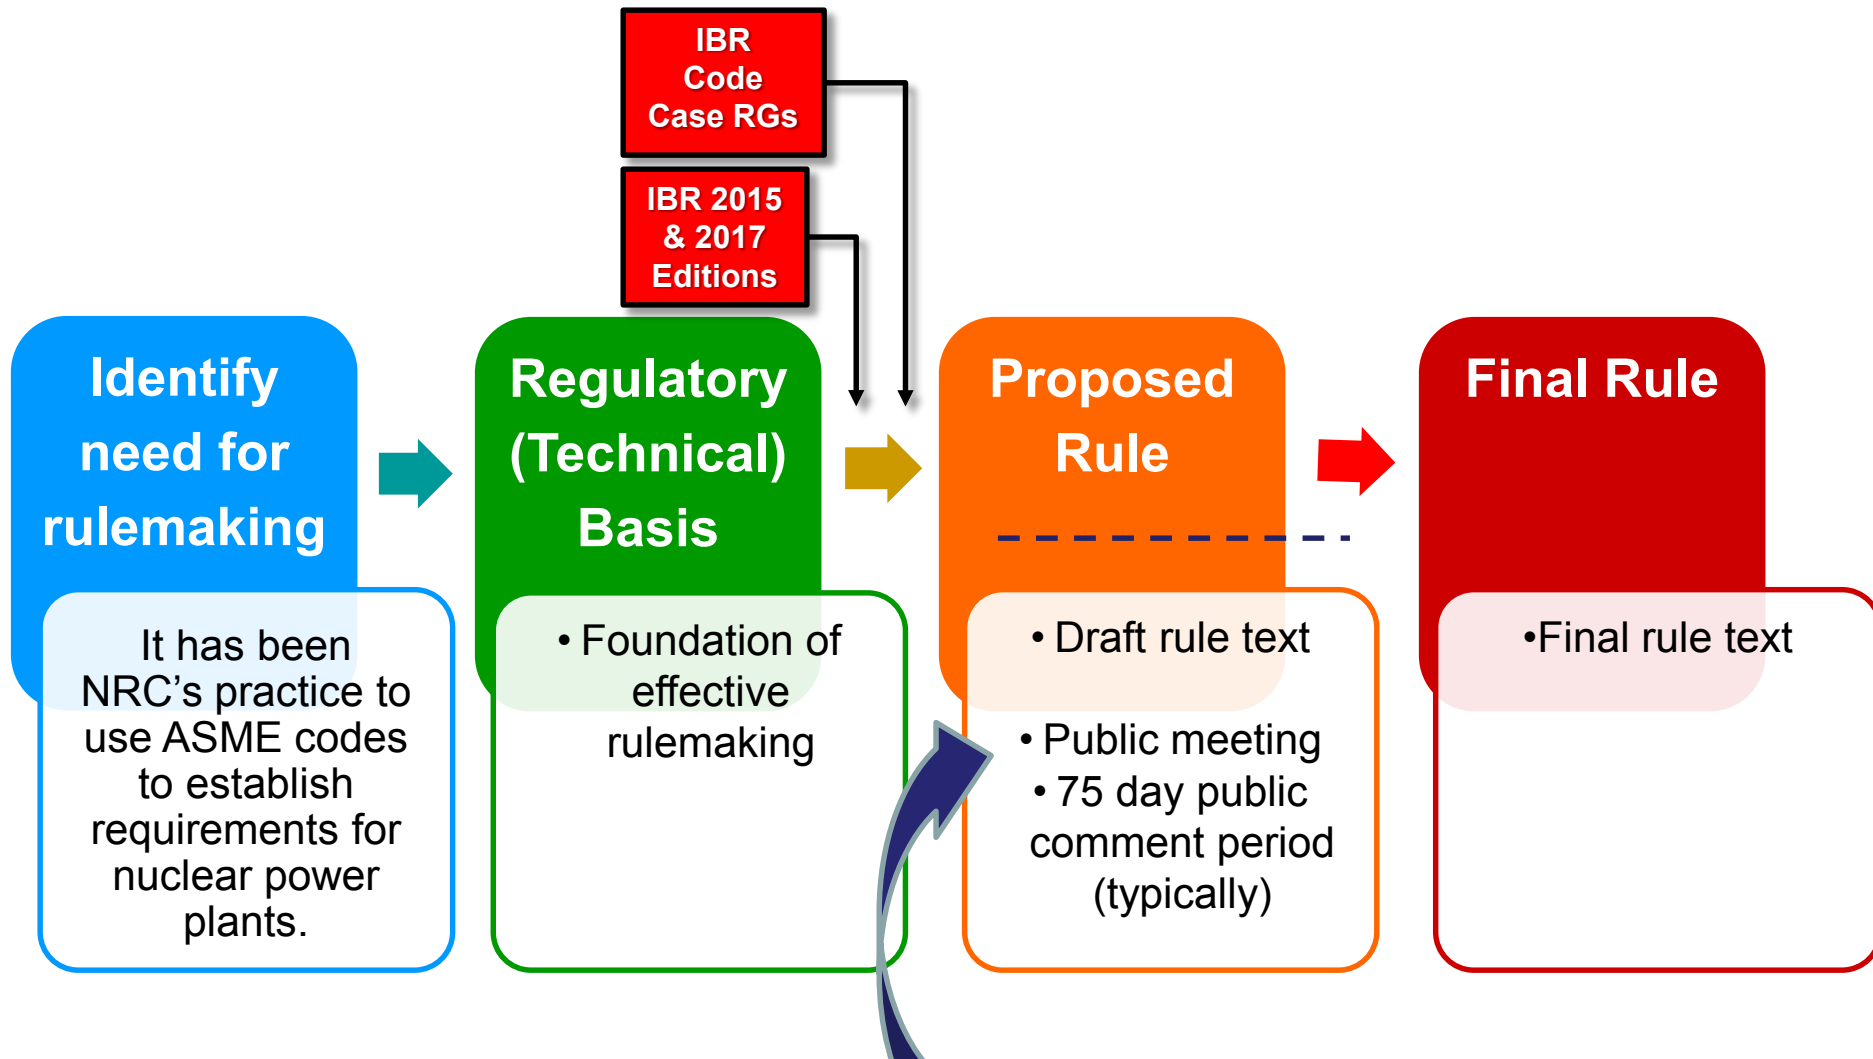 IBR
Code
Case RGs
IBR 2015
& 2017
Editions
Identify
need for
rulemaking
It has been
NRC’s practice to
use ASME codes
to establish
requirements for
nuclear power
plants.
Regulatory
(Technical)
Basis
• Foundation of
effective
rulemaking
Proposed
Rule
• Draft rule text
• Public meeting
• 75 day public
comment period
(typically)
Final Rule
•Final rule text